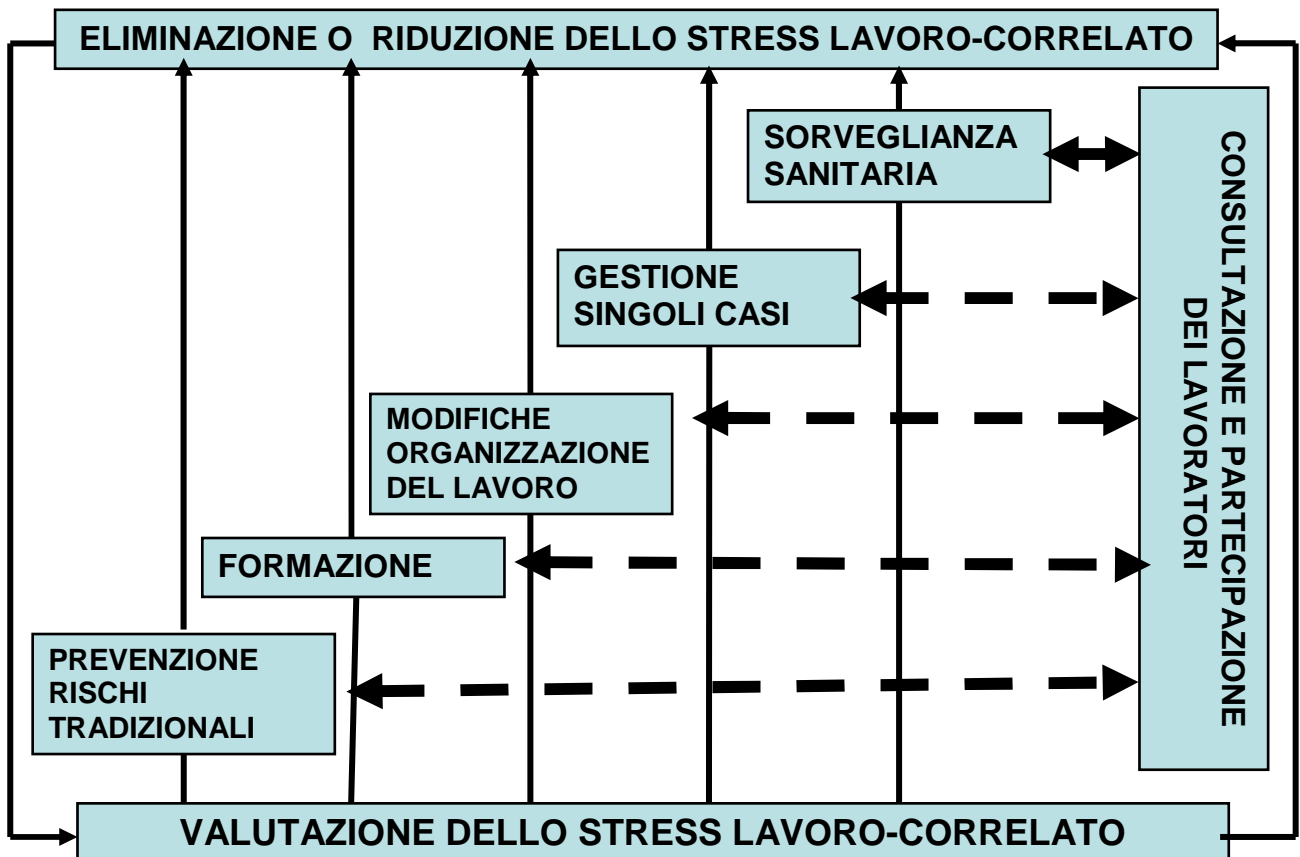 ELIMINAZIONE O RIDUZIONE DELLO STRESS LAVORO-CORRELATO
SORVEGLIANZA
SANITARIA
GESTIONE
SINGOLI CASI
MODIFICHE
ORGANIZZAZIONE
DEL LAVORO
FORMAZIONE
PREVENZIONE
RISCHI
TRADIZIONALI
CONSULTAZIONE E PARTECIPAZIONE
DEI LAVORATORI
VALUTAZIONE DELLO STRESS LAVORO-CORRELATO